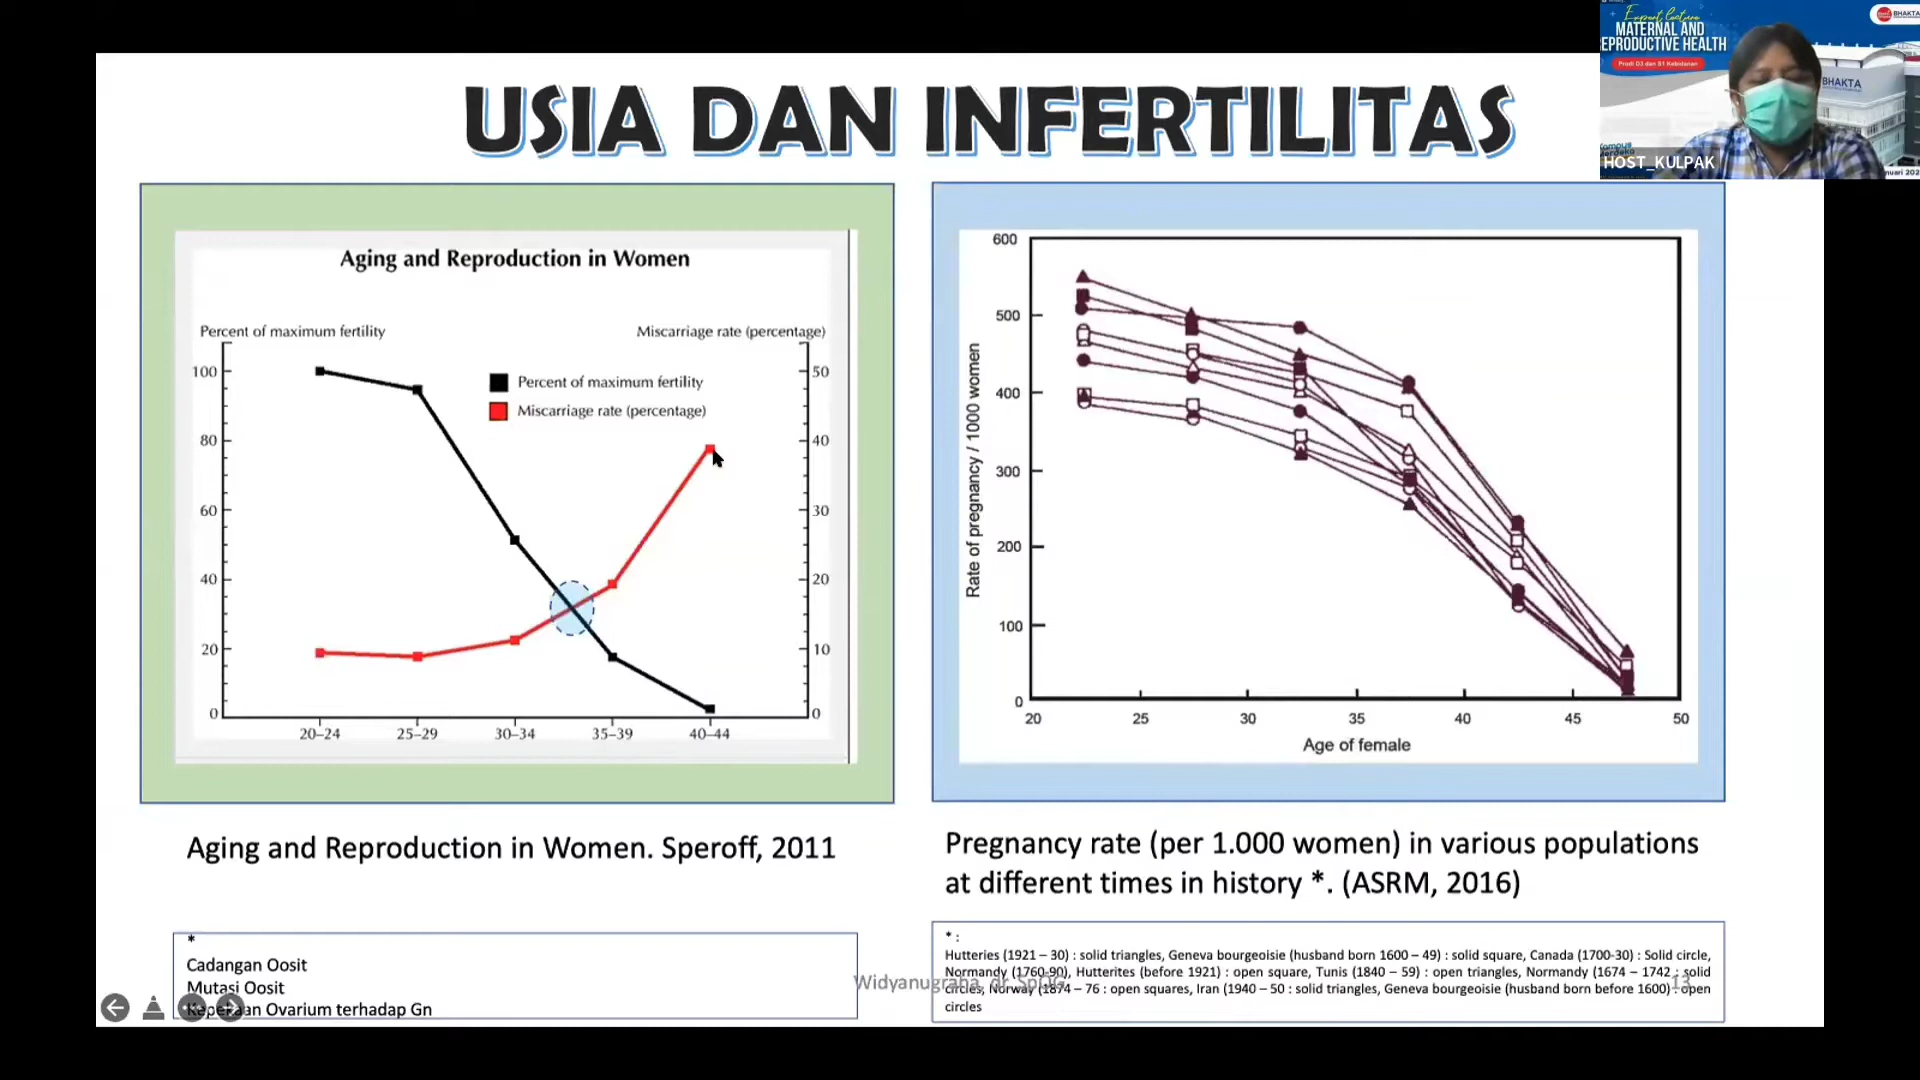 USIA DAN INFERTILITAS
Expert Lecture
MATERNAL AND
REPRODUCTIVE HEALTH
Prodi D3 dan S1 Kebidanan
BHAKTA
BHAKTA
HOST_KULPAK
Aging and Reproduction in Women
Percent of maximum fertility
Miscarriage rate (percentage)
Percent of maximum fertility
Miscarriage rate (percentage)
100
80
60
40
20
0
50
40
30
20
10
0
20–24 25–29 30–34 35–39 40–44
Rate of pregnancy / 1000 women
600
500
400
300
200
100
0
20 25 30 35 40 45 50
Age of female
Aging and Reproduction in Women. Speroff, 2011
Pregnancy rate (per 1.000 women) in various populations
at different times in history *. (ASRM, 2016)
*
Cadangan Oosit
Mutasi Oosit
Kepekaan Ovarium terhadap Gn
* :
Hutteries (1921 – 30) : solid triangles, Geneva bourgeoisie (husband born 1600 – 49) : solid square, Canada (1700-30) : Solid circle,
Normandy (1760-90), Hutterites (before 1921) : open square, Tunis (1840 – 59) : open triangles, Normandy (1674 – 1742 : solid
circles, Norway (1874 – 76 : open squares, Iran (1940 – 50 : solid triangles, Geneva bourgeoisie (husband born before 1600) : open
circles
Widyanugraha, dr. SpOG
13